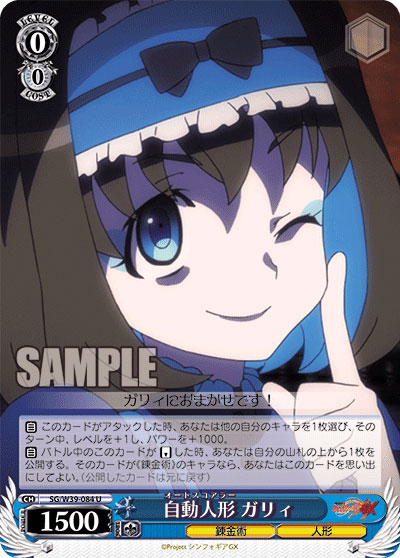 LEVEL
0
0
COST
SAMPLE
ガリィにおまかせです！
自 このカードがアタックした時、あなたは他の自分のキャラを1枚選び、そのターン中、レベルを＋1し、パワーを＋1000。
自 バトル中のこのカードが【】した時、あなたは自分の山札の上から1枚を公開する。そのカードが《錬金術》のキャラなら、あなたはこのカードを思い出にしてよい。（公開したカードは元に戻す）
CH SG/W39-084 U
オートスコアラー
1500
自動人形 ガリィ
GX
錬金術
人形
©Project シンフォギアGX